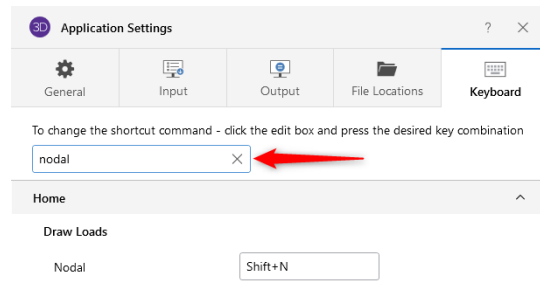 3D Application Settings ? ×
General Input Output File Locations Keyboard
To change the shortcut command - click the edit box and press the desired key combination
nodal
Home
Draw Loads
Nodal Shift+N